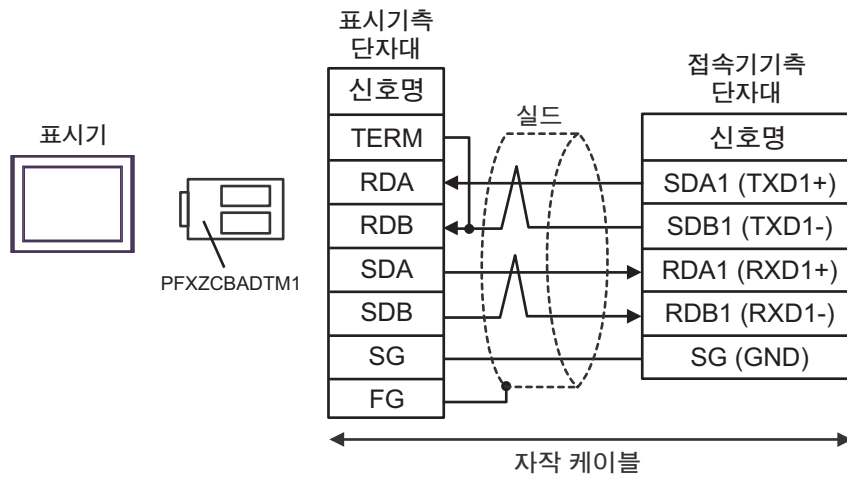 표시기
PFXZCBADTM1
표시기측
단자대
신호명
TERM
RDA
RDB
SDA
SDB
SG
FG
실드
접속기기측
단자대
신호명
SDA1 (TXD1+)
SDB1 (TXD1-)
RDA1 (RXD1+)
RDB1 (RXD1-)
SG (GND)
자작 케이블